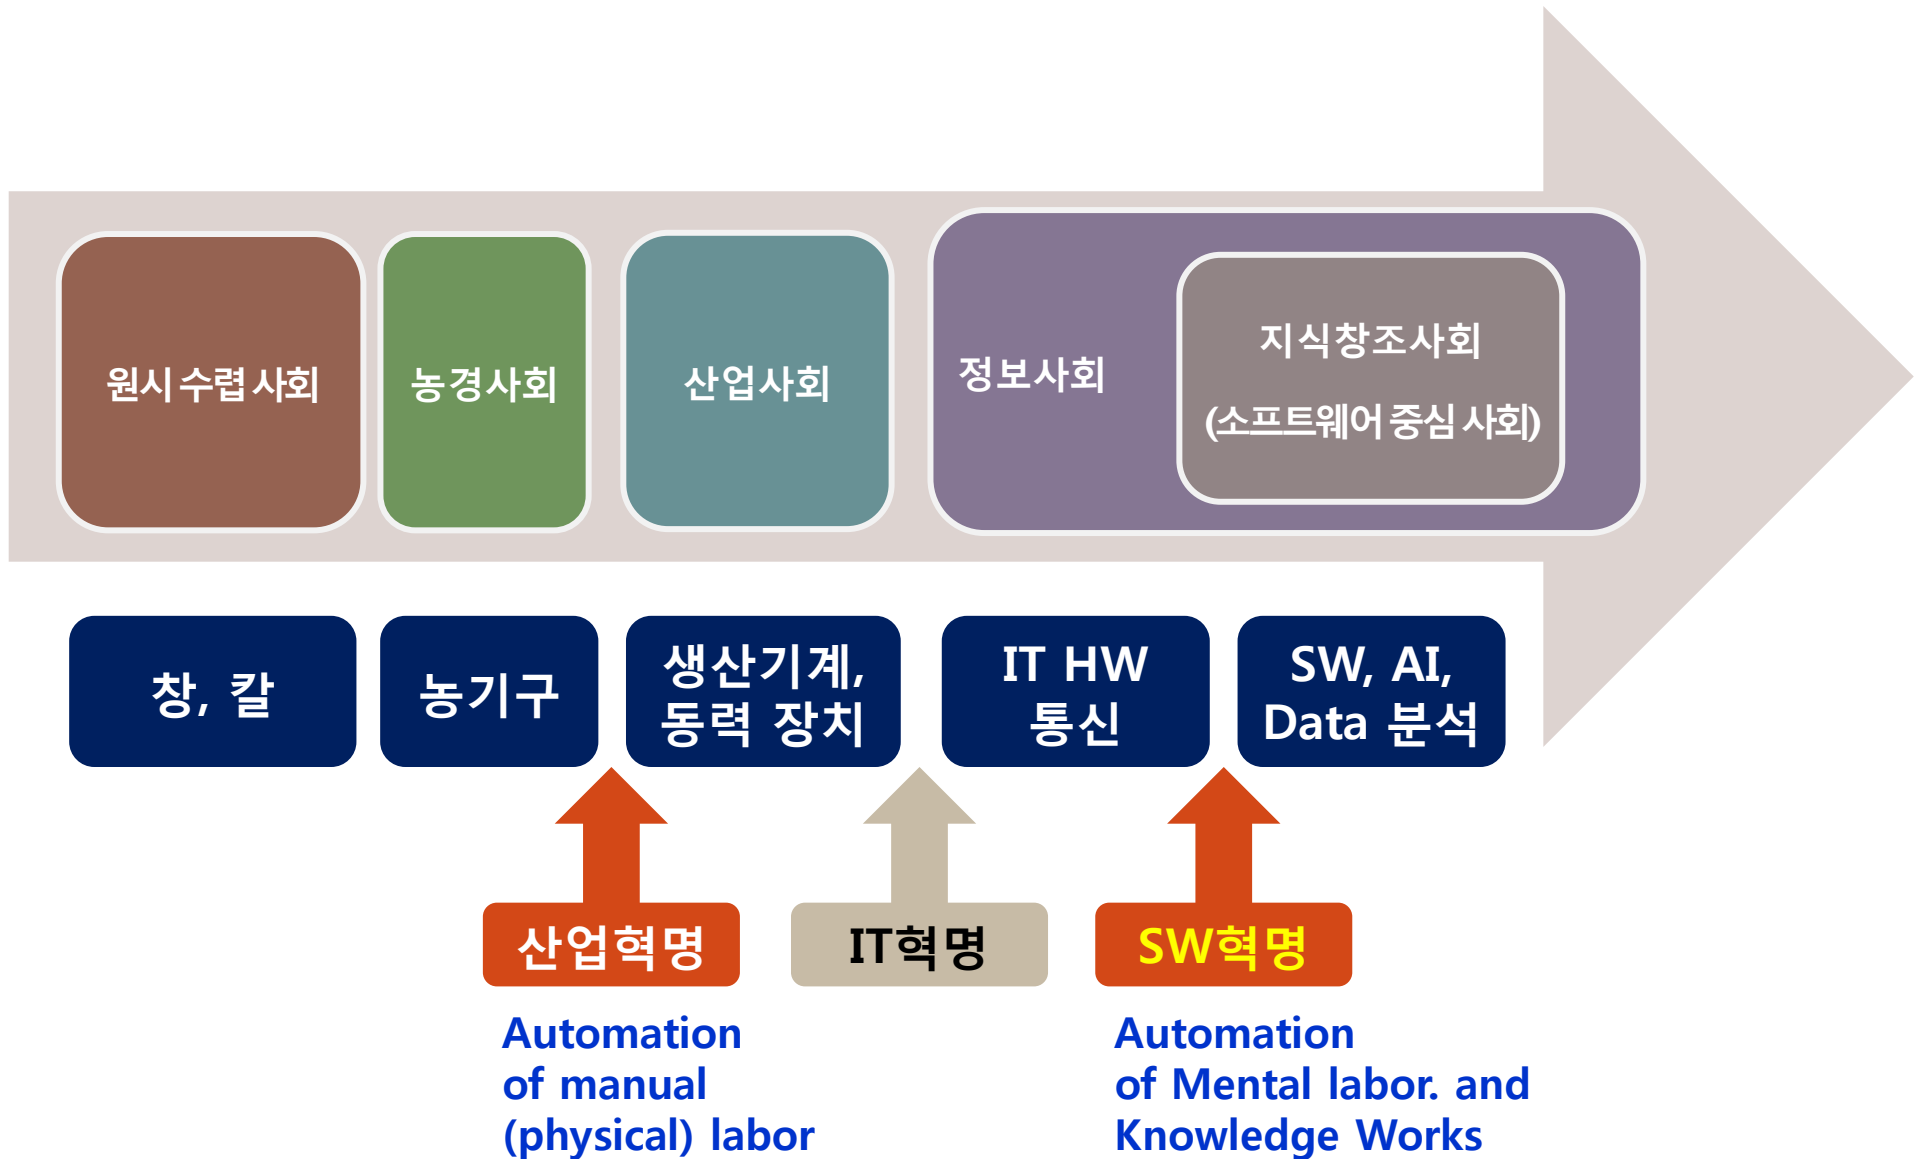 원시 수렵 사회
농경사회
산업사회
정보사회
지식창조사회
(소프트웨어 중심 사회)
창, 칼
농기구
생산기계,
동력 장치
IT HW
통신
SW, AI,
Data 분석
산업혁명
IT혁명
SW혁명
Automation
of manual
(physical) labor
Automation
of Mental labor. and
Knowledge Works